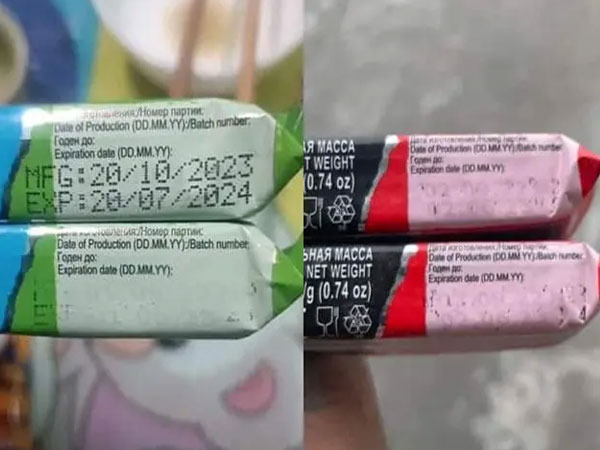 изготовления/Номер партии:
Date of Production (DD.MM.YY)/Batch number:
Годен до:
Expiration date (DD.MM.YY):
MFG:20/10/2023
EXP:20/07/2024
изготовления/Номер партии:
Date of Production (DD.MM.YY)/Batch number:
Годен до:
Expiration date (DD.MM.YY):
МАССА
WEIGHT
(0.74 oz)
Дата изготовления/Номер партии:
Date of Production (DD.MM.YY)/Batch number:
Годен до:
Expiration date (DD.MM.YY):
МАССА
NET WEIGHT
g (0.74 oz)
Дата изготовления/Номер партии:
Date of Production (DD.MM.YY)/Batch number:
Годен до:
Expiration date (DD.MM.YY):